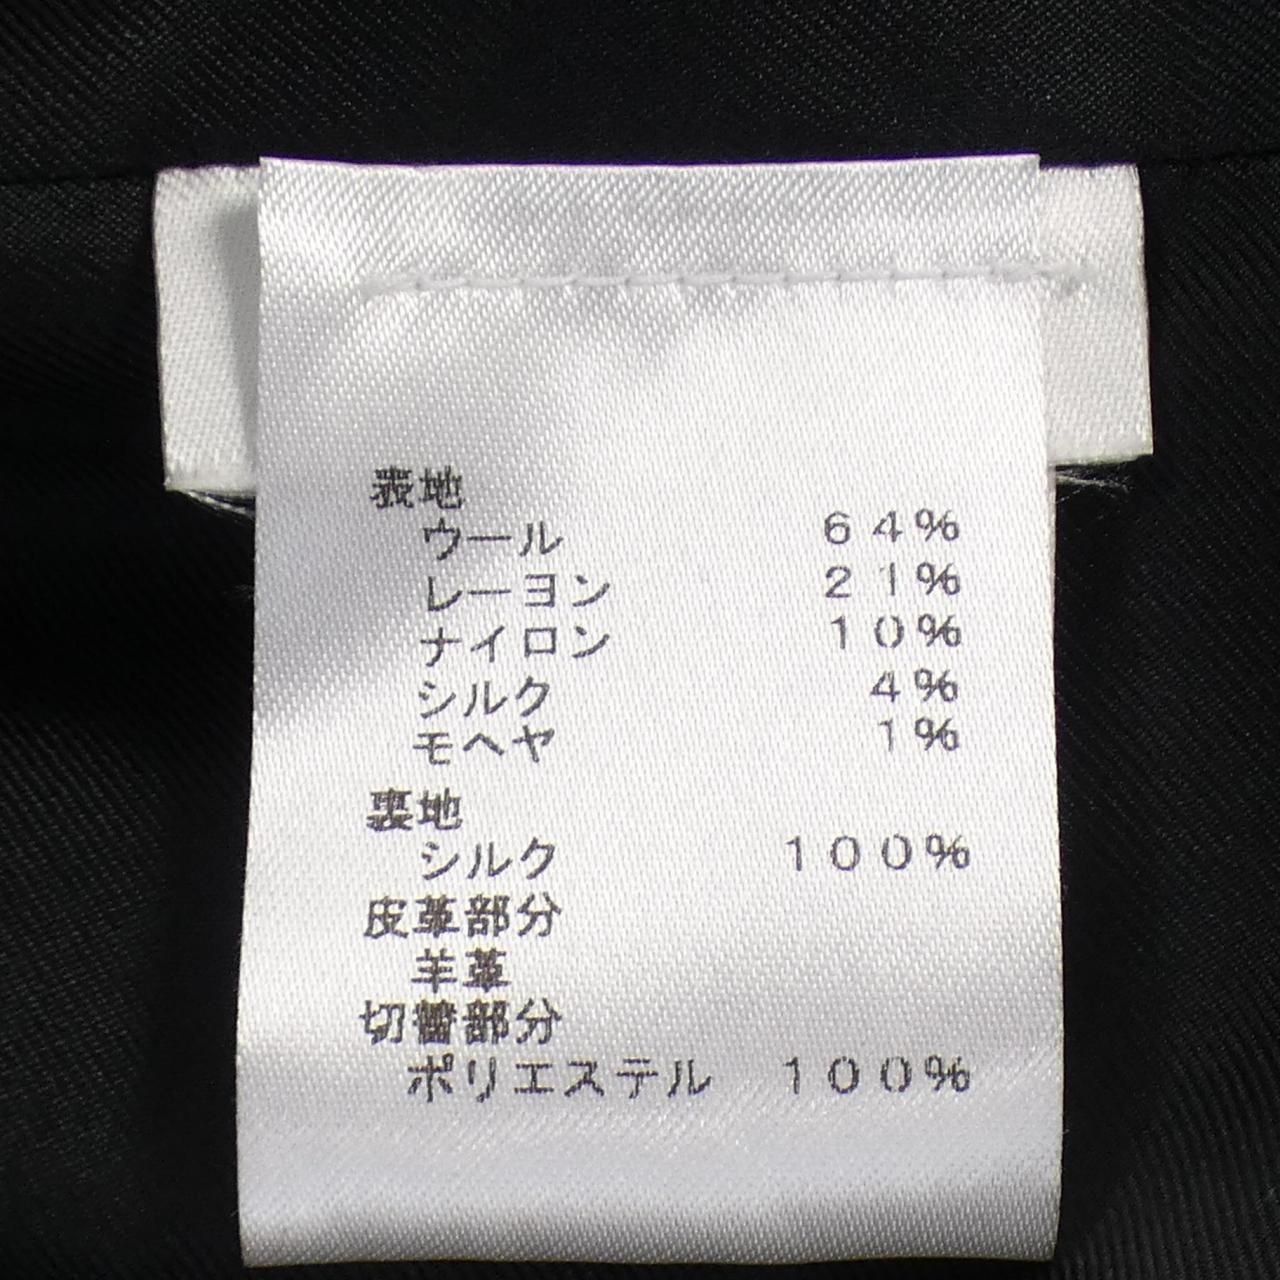 表地
ウール 64%
レーヨン 21%
ナイロン 10%
シルク 4%
モヘヤ 1%
裏地
シルク 100%
皮革部分
羊革
切替部分
ポリエステル 100%